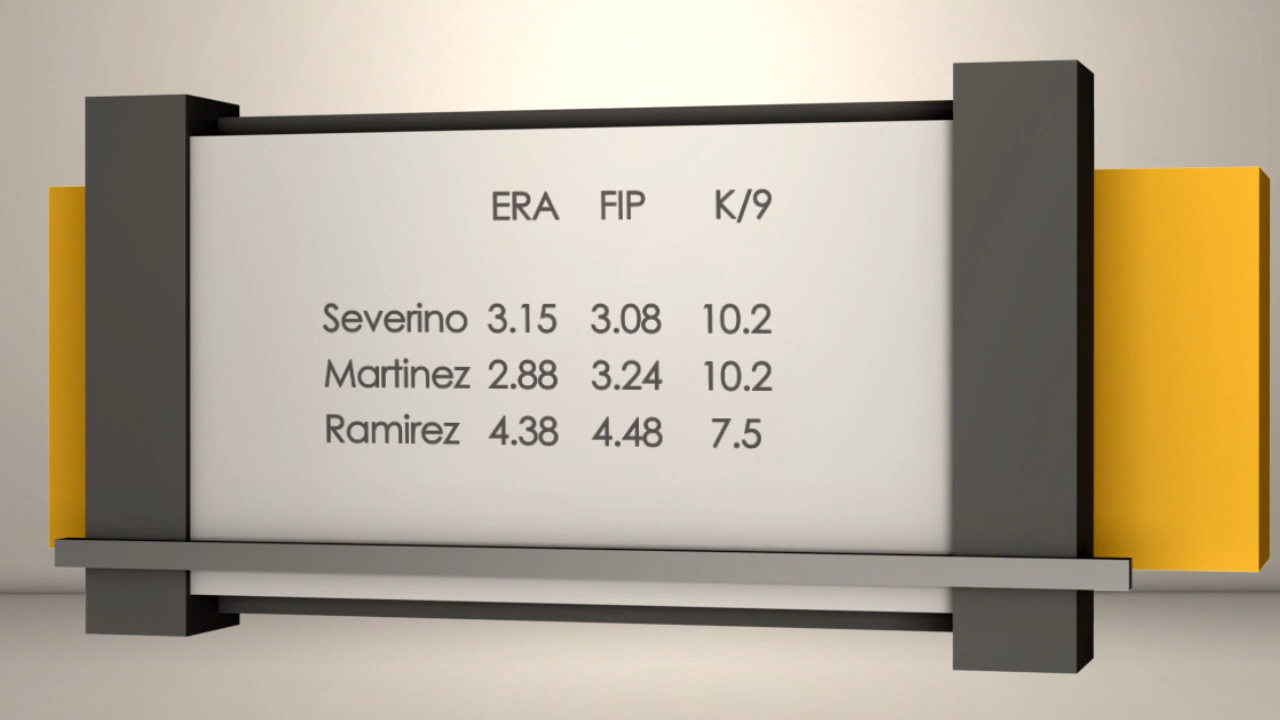 ERA FIP K/9
Severino 3.15 3.08 10.2
Martinez 2.88 3.24 10.2
Ramirez 4.38 4.48 7.5